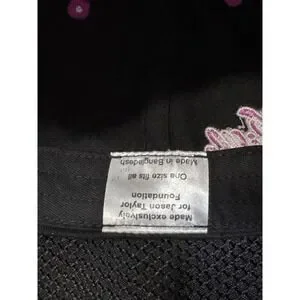 Made exclusively
for Jason Taylor
Foundation
One size fits all
Made in Bangladesh